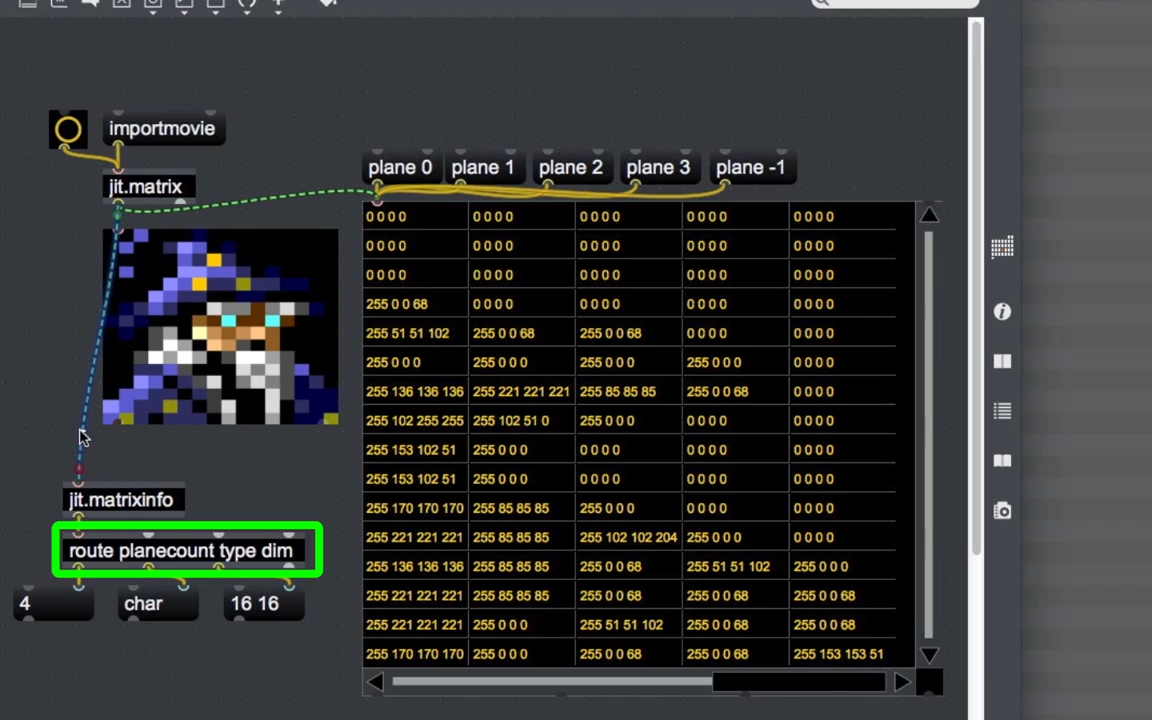 importmovie
jit.matrix
plane 0 plane 1 plane 2 plane 3 plane -1
0 0 0 0 0 0 0 0 0 0 0 0 0 0 0 0 0 0 0 0
0 0 0 0 0 0 0 0 0 0 0 0 0 0 0 0 0 0 0 0
0 0 0 0 0 0 0 0 0 0 0 0 0 0 0 0 0 0 0 0
255 0 0 68 0 0 0 0 0 0 0 0 0 0 0 0 0 0 0 0
255 51 51 102 255 0 0 68 255 0 0 68 0 0 0 0 0 0 0 0
255 0 0 0 255 0 0 0 255 0 0 0 255 0 0 0 0 0 0 0
255 136 136 136 255 221 221 221 255 85 85 85 255 0 0 68 0 0 0 0
255 102 255 255 255 102 51 0 255 0 0 0 0 0 0 0 0 0 0 0
255 153 102 51 255 0 0 0 0 0 0 0 0 0 0 0 0 0 0 0
255 153 102 51 255 0 0 0 0 0 0 0 0 0 0 0 0 0 0 0
255 170 170 170 255 85 85 85 255 0 0 0 0 0 0 0 0 0 0 0
255 221 221 221 255 85 85 85 255 102 102 204 255 0 0 0 0 0 0 0
255 136 136 136 255 85 85 85 255 0 0 68 255 51 51 102 255 0 0 0
255 221 221 221 255 85 85 85 255 0 0 68 255 0 0 68 255 0 0 68
255 221 221 221 255 0 0 0 255 51 51 102 255 0 0 68 255 0 0 68
255 170 170 170 255 0 0 0 255 0 0 68 255 0 0 68 255 153 153 51
jit.matrixinfo
route planecount type dim
4 char 16 16